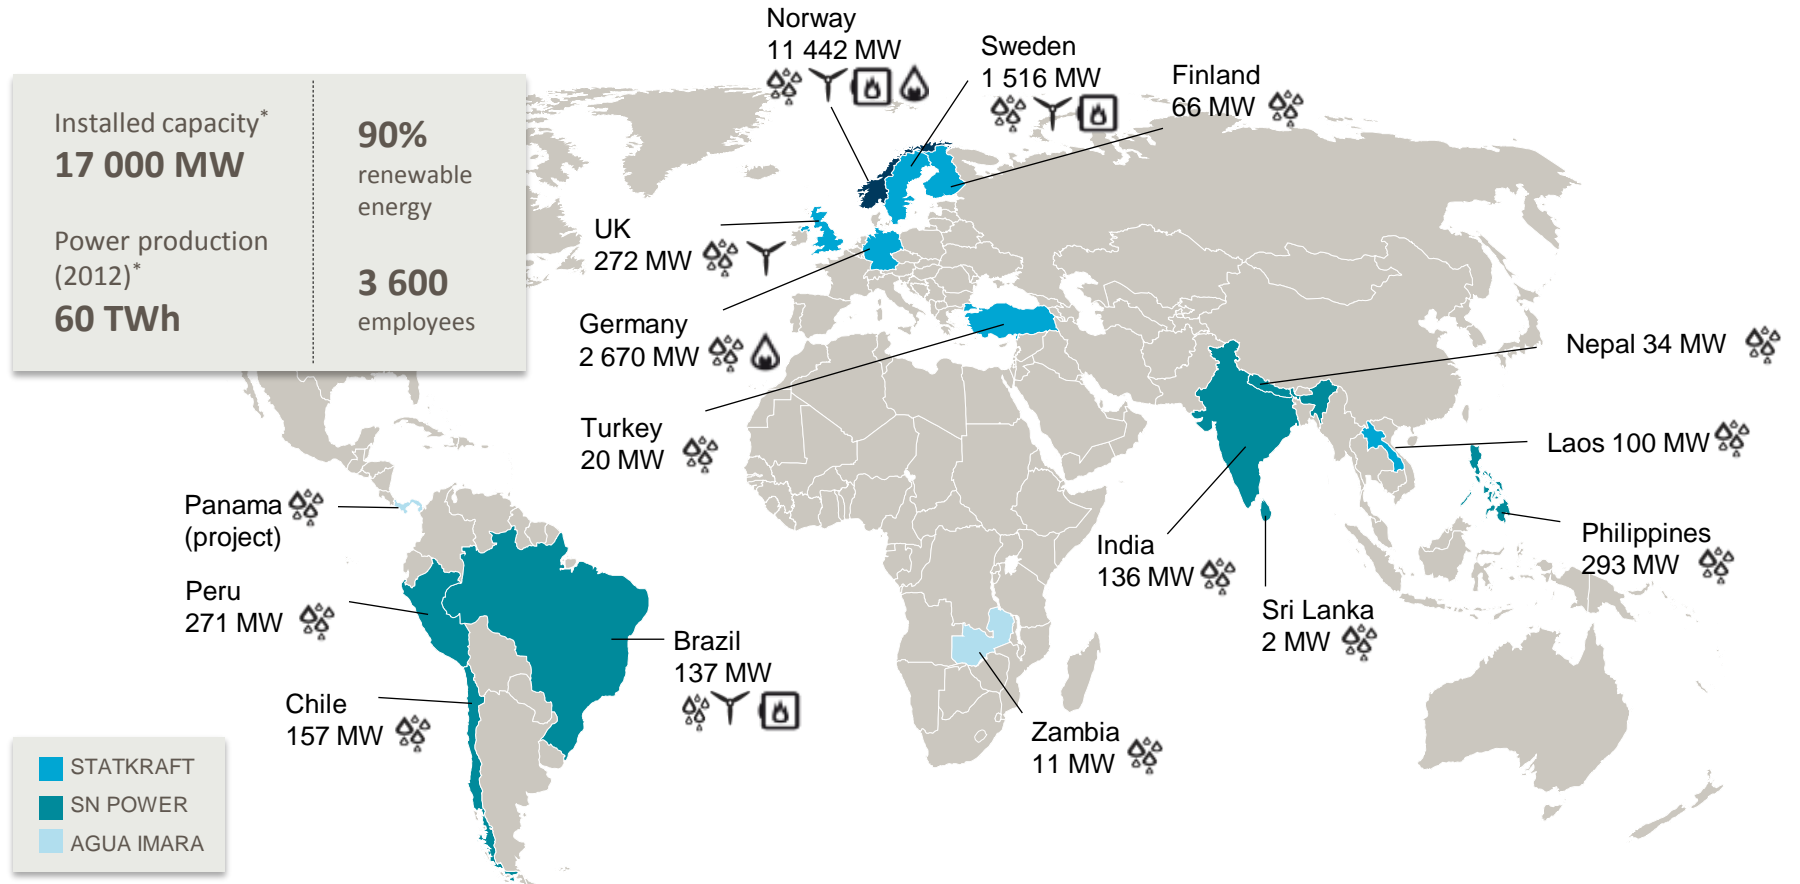 Installed capacity*
17 000 MW
Power production
(2012)*
60 TWh
90%
renewable
energy
3 600
employees
Norway
11 442 MW
Sweden
1 516 MW
Finland
66 MW
UK
272 MW
Germany
2 670 MW
Turkey
20 MW
Nepal 34 MW
Laos 100 MW
Philippines
293 MW
India
136 MW
Sri Lanka
2 MW
Panama
(project)
Peru
271 MW
Brazil
137 MW
Chile
157 MW
Zambia
11 MW
STATKRAFT
SN POWER
AGUA IMARA